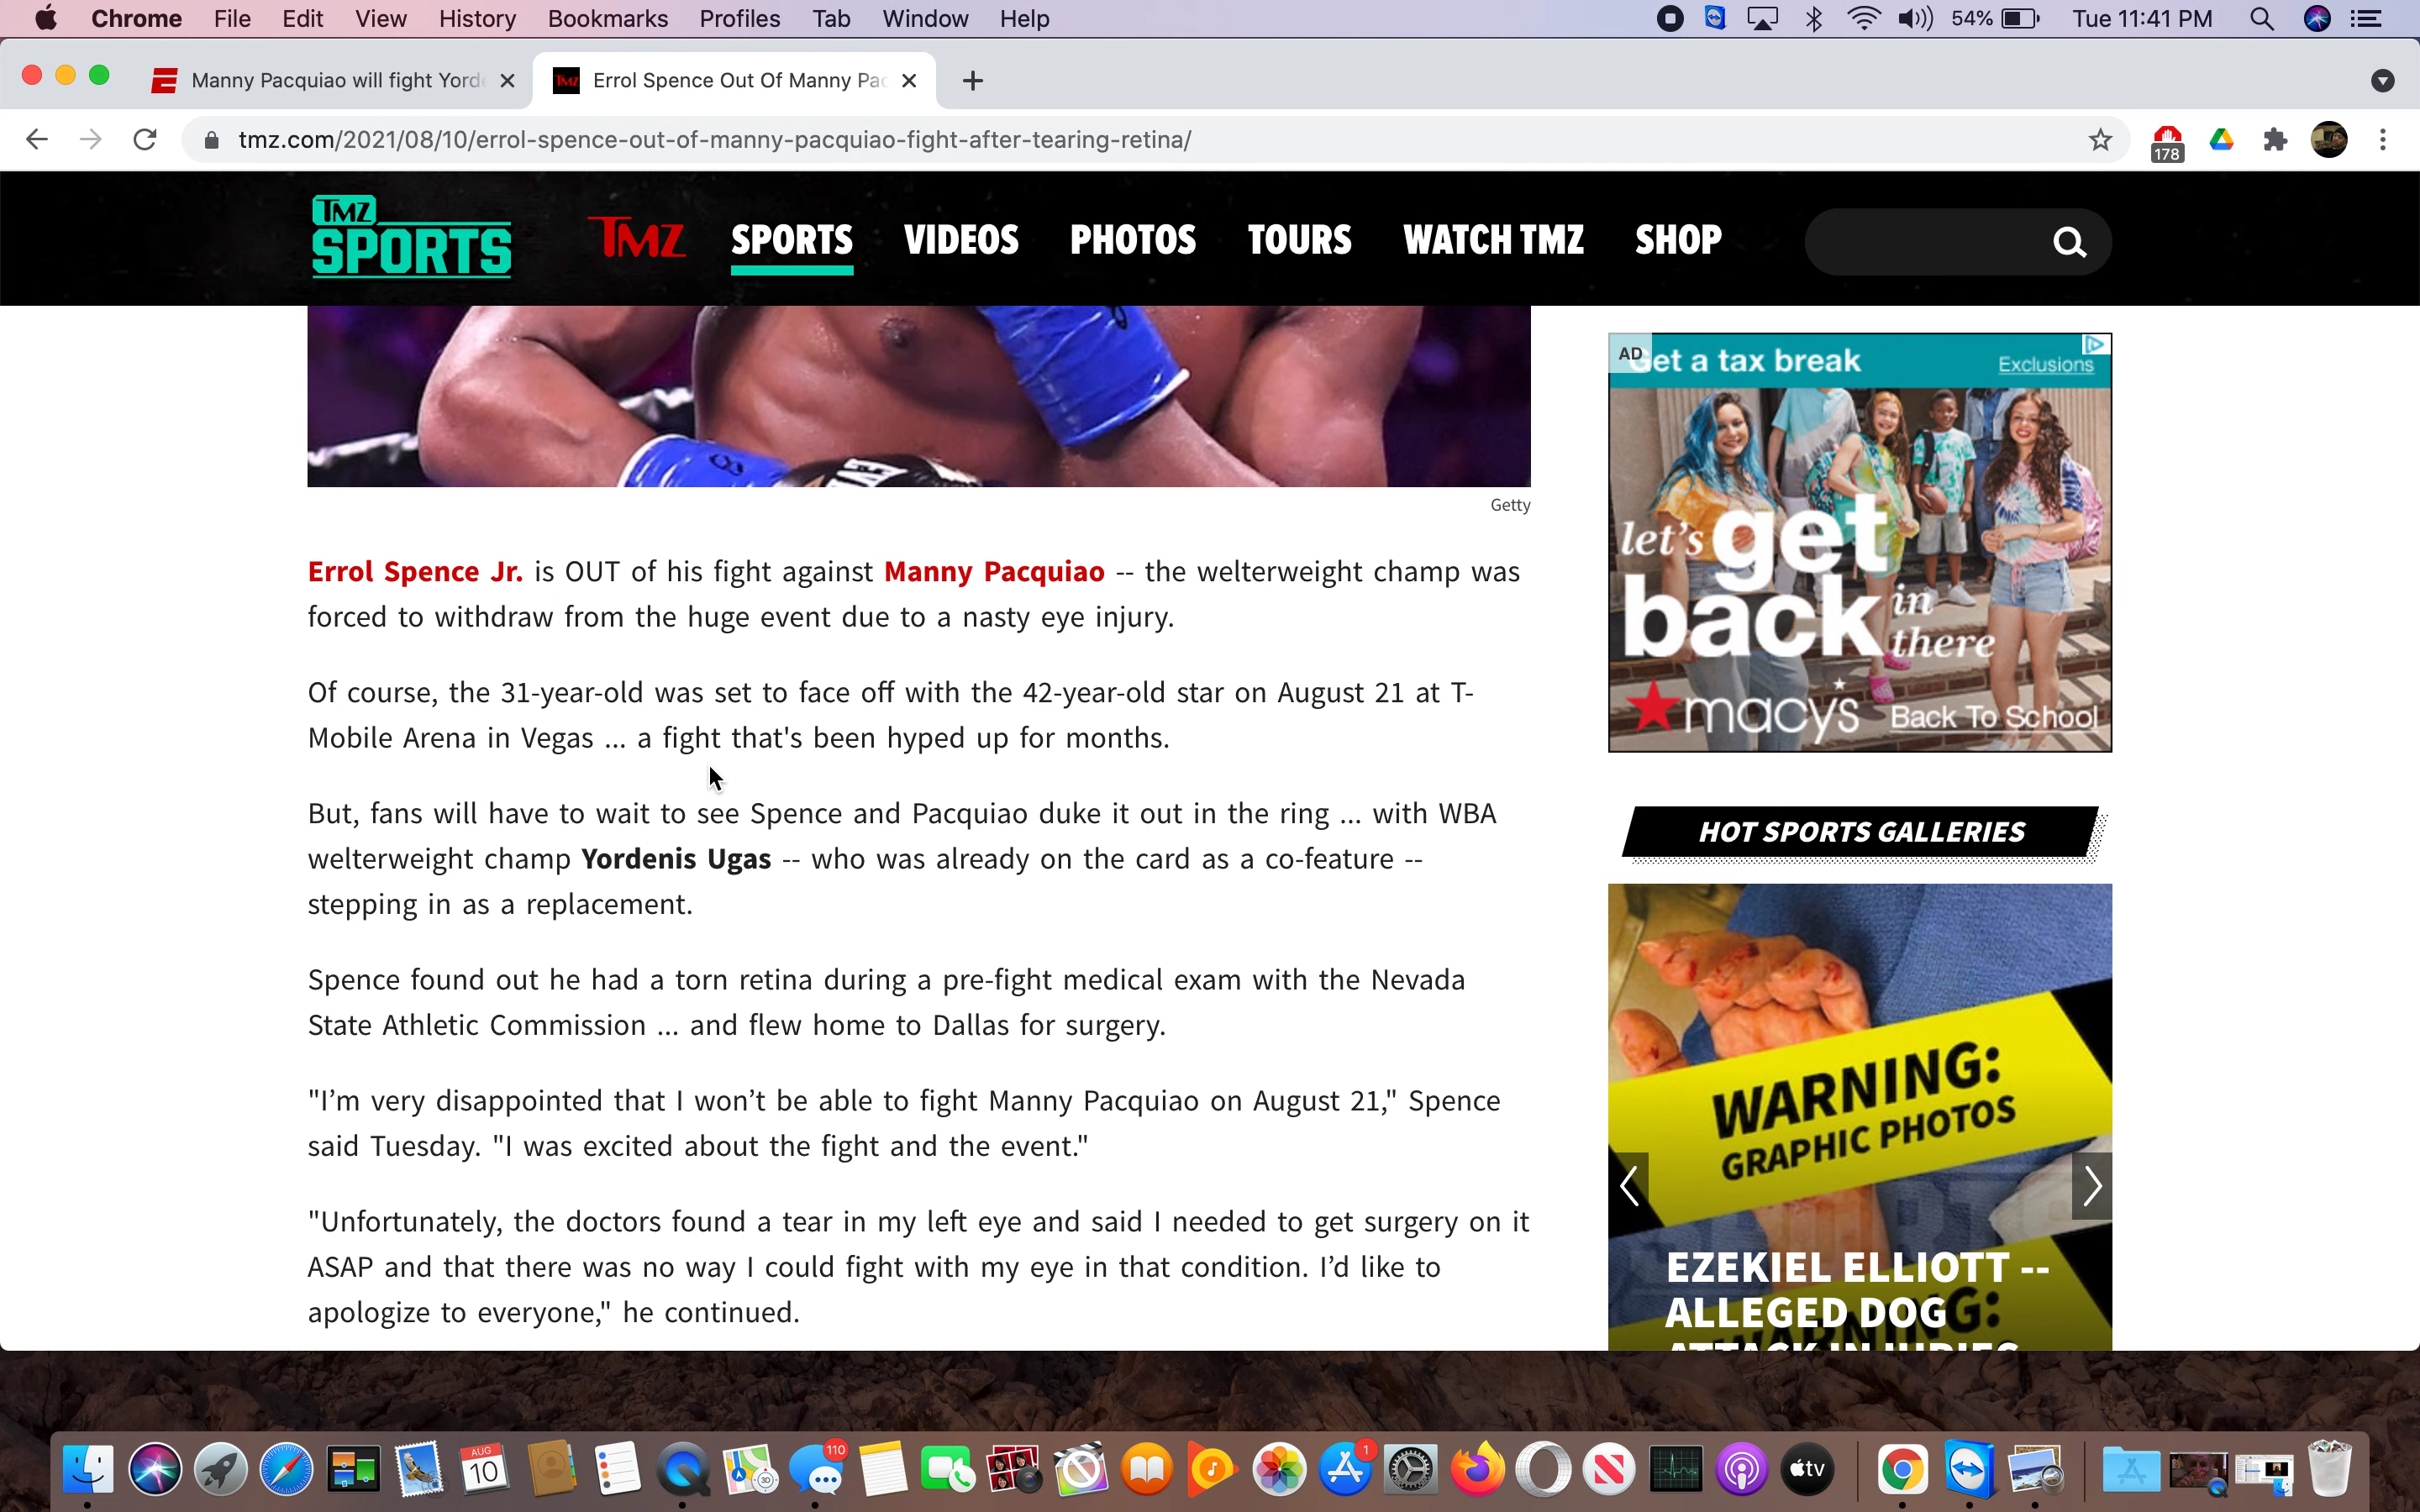 Chrome File Edit View History Bookmarks Profiles Tab Window Help 54% Tue 11:41 PM
Manny Pacquiao will fight Yord
Errol Spence Out Of Manny Pac
tmz.com/2021/08/10/errol-spence-out-of-manny-pacquiao-fight-after-tearing-retina/
178
TMZ SPORTS
TMZ SPORTS VIDEOS PHOTOS TOURS WATCH TMZ SHOP
Getty
Errol Spence Jr. is OUT of his fight against Manny Pacquiao -- the welterweight champ was
forced to withdraw from the huge event due to a nasty eye injury.
Of course, the 31-year-old was set to face off with the 42-year-old star on August 21 at T-
Mobile Arena in Vegas ... a fight that's been hyped up for months.
But, fans will have to wait to see Spence and Pacquiao duke it out in the ring ... with WBA
welterweight champ Yordenis Ugas -- who was already on the card as a co-feature --
stepping in as a replacement.
Spence found out he had a torn retina during a pre-fight medical exam with the Nevada
State Athletic Commission ... and flew home to Dallas for surgery.
"I’m very disappointed that I won’t be able to fight Manny Pacquiao on August 21," Spence
said Tuesday. "I was excited about the fight and the event."
"Unfortunately, the doctors found a tear in my left eye and said I needed to get surgery on it
ASAP and that there was no way I could fight with my eye in that condition. I’d like to
apologize to everyone," he continued.
AD
Get a tax break
Exclusions
let's get
back in
there
macys
Back To School
HOT SPORTS GALLERIES
WARNING:
GRAPHIC PHOTOS
EZEKIEL ELLIOTT --
ALLEGED DOG
ATTACK INJURIES
WARNING:
AUG
10
3D
110
1
tv